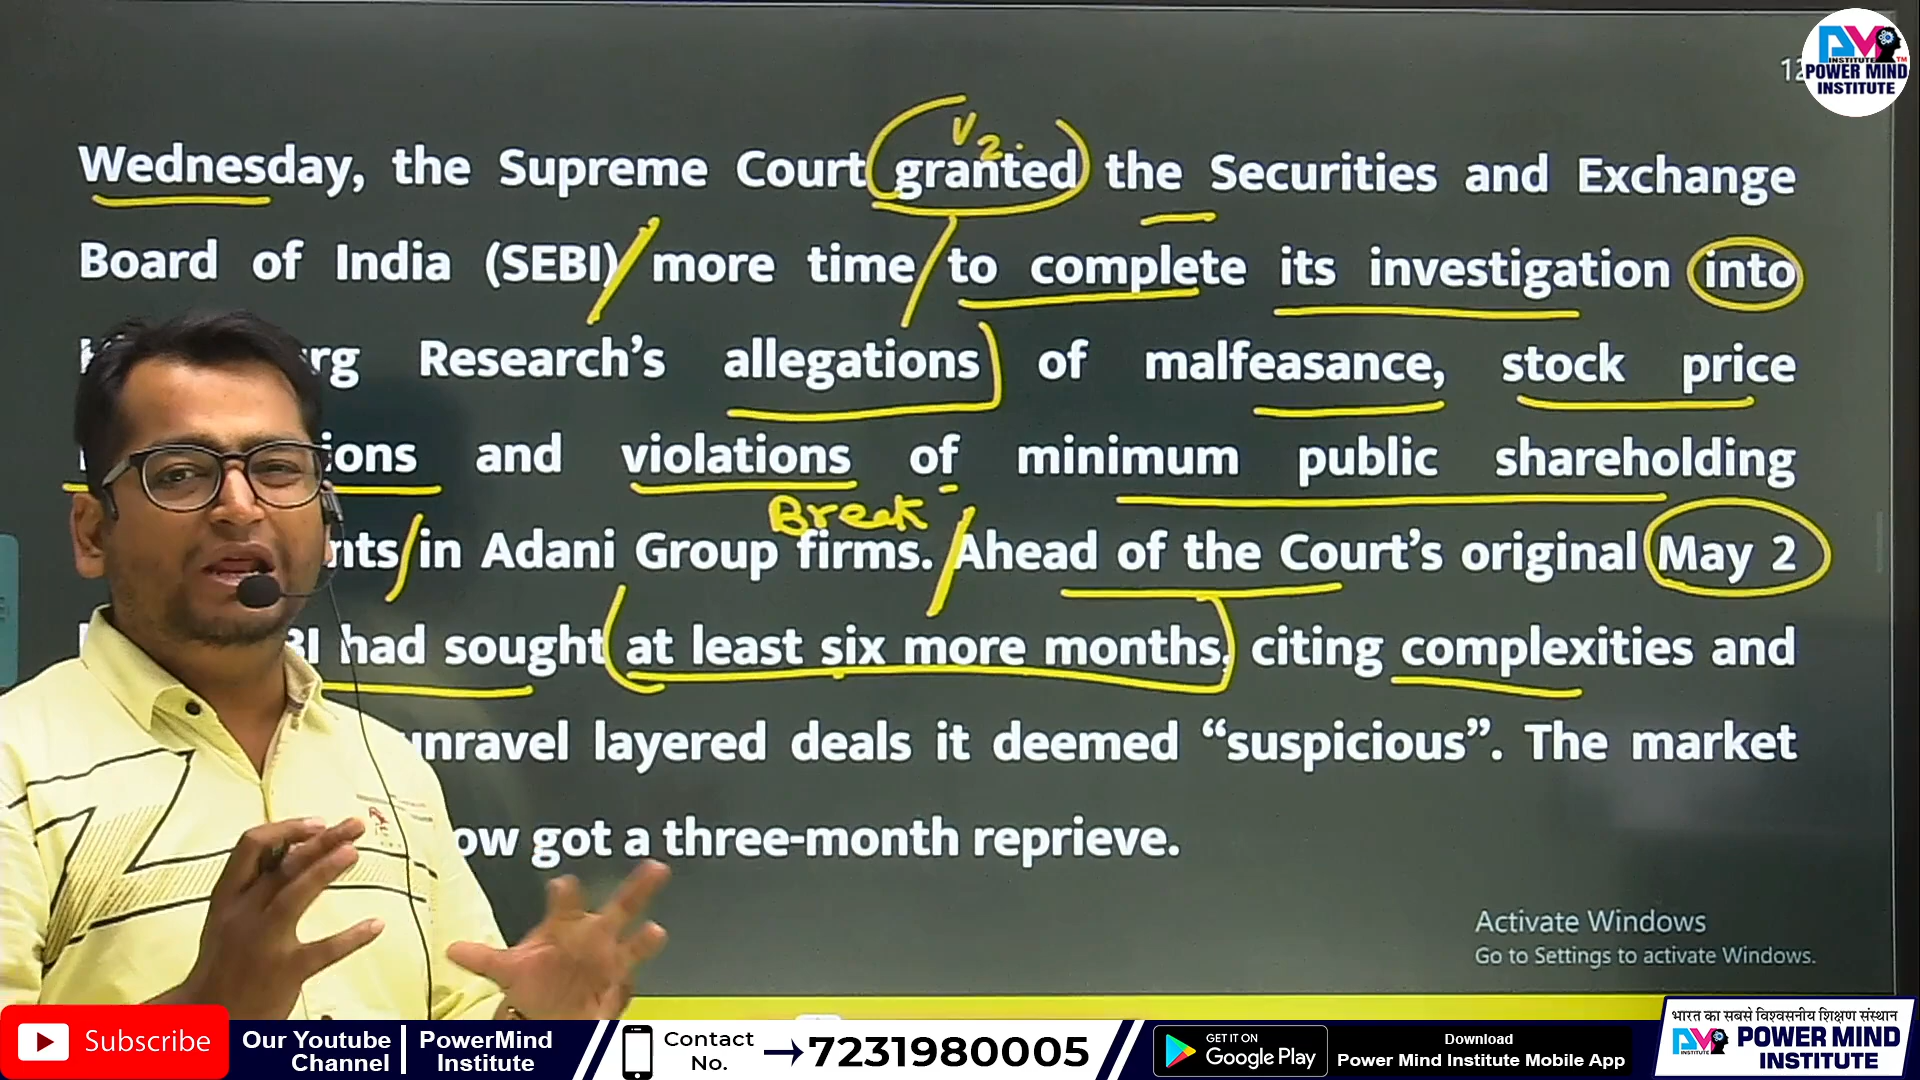 12
POWER MIND
INSTITUTE
V2.
Wednesday, the Supreme Court granted the Securities and Exchange
Board of India (SEBI) more time to complete its investigation into
Research's allegations of malfeasance, stock price
and violations of minimum public shareholding
Break
in Adani Group firms. Ahead of the Court's original May 2
had sought at least six more months, citing complexities and
unravel layered deals it deemed “suspicious”. The market
got a three-month reprieve.
Activate Windows
Go to Settings to activate Windows.
Subscribe
Our Youtube
Channel
PowerMind
Institute
Contact
No.
7231980005
GET IT ON
Google Play
Download
Power Mind Institute Mobile App
भारत का सबसे विश्वसनीय शिक्षण संस्थान
POWER MIND
INSTITUTE